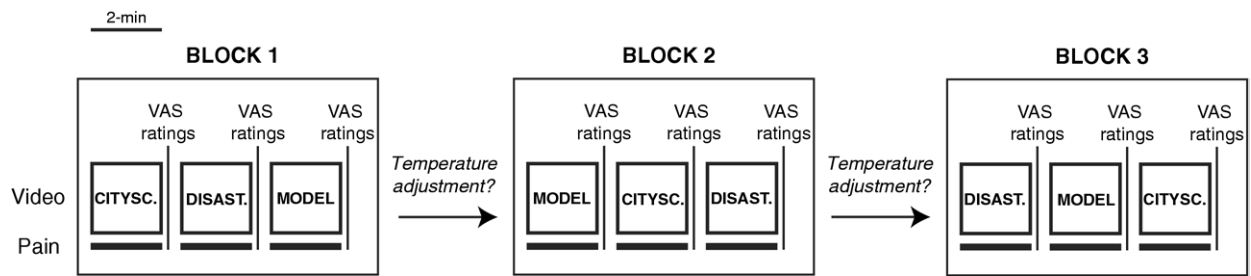 2-min
BLOCK 1
BLOCK 2
BLOCK 3
VAS ratings VAS ratings VAS ratings
VAS ratings VAS ratings VAS ratings
VAS ratings VAS ratings VAS ratings
Temperature
adjustment?
Temperature
adjustment?
Video
CITYSC. DISAST. MODEL
MODEL CITYSC. DISAST.
DISAST. MODEL CITYSC.
Pain